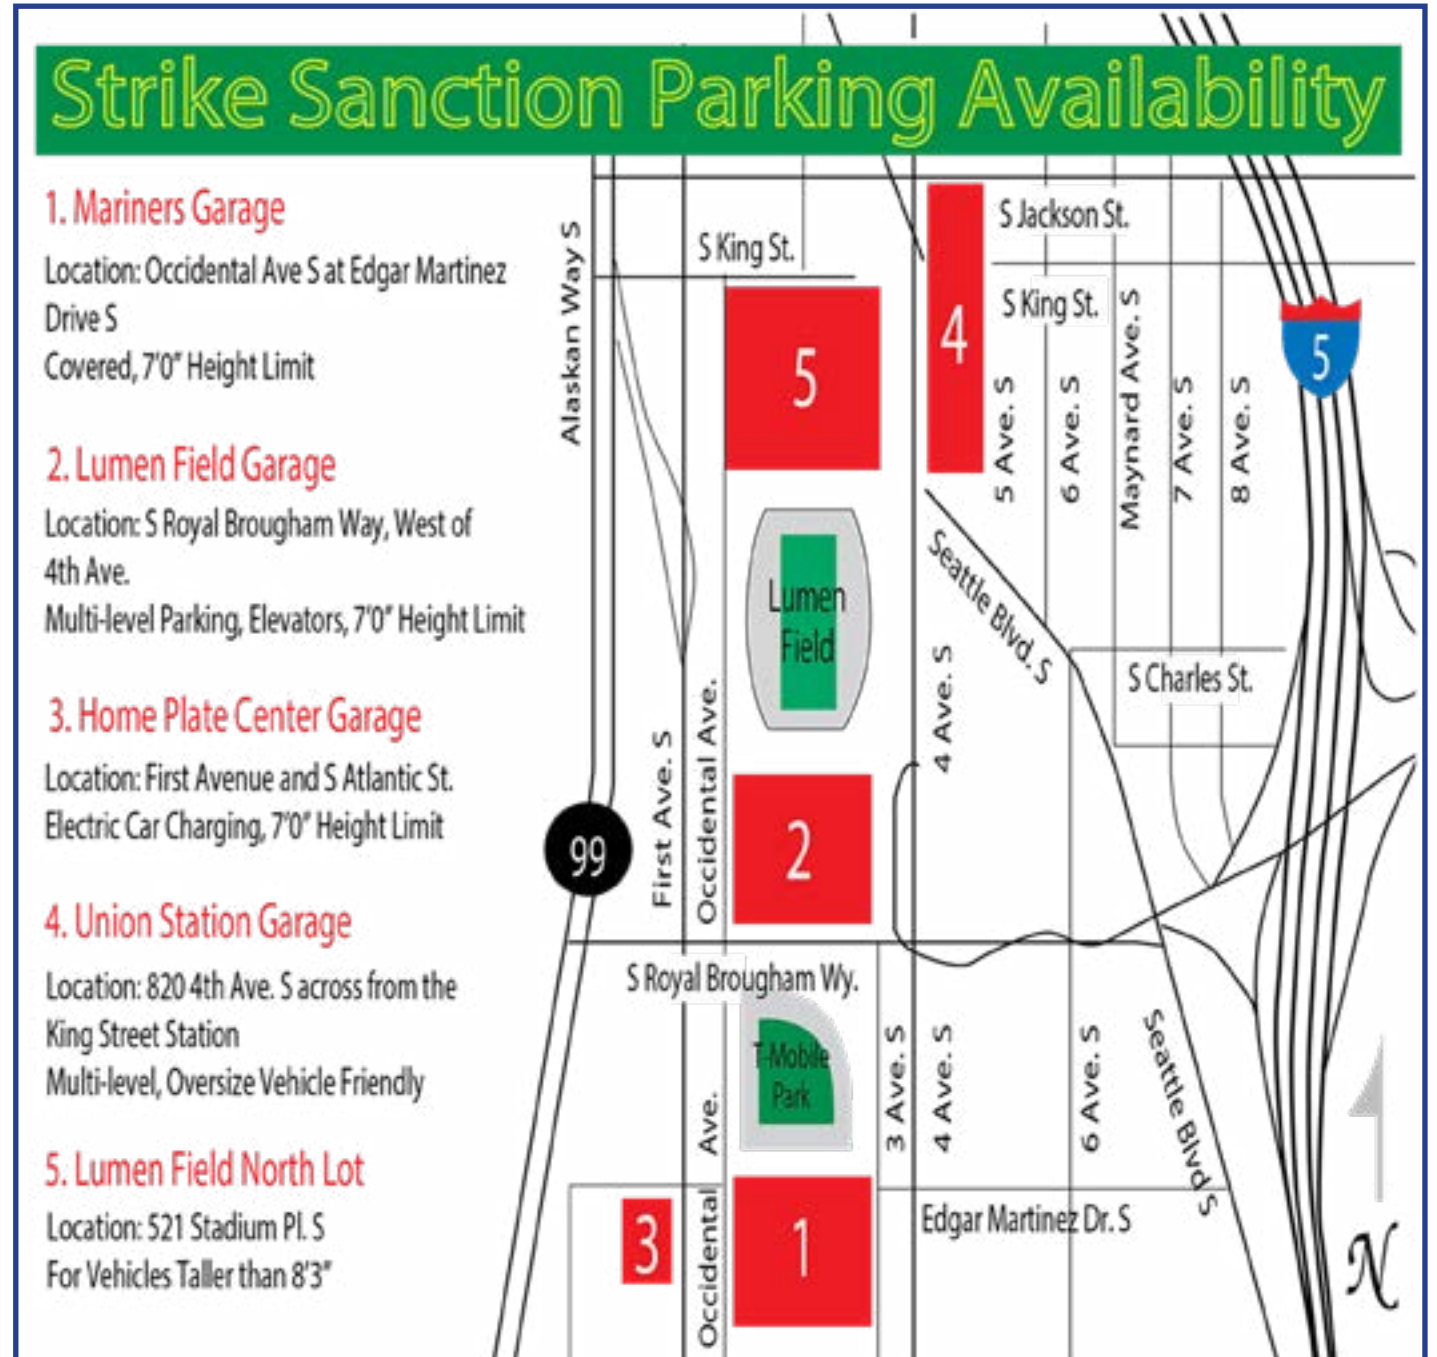 Strike Sanction Parking Availability
1. Mariners Garage
Location: Occidental Ave S at Edgar Martinez
Drive S
Covered, 7'0" Height Limit
2. Lumen Field Garage
Location: S Royal Brougham Way, West of
4th Ave.
Multi-level Parking, Elevators, 7'0" Height Limit
3. Home Plate Center Garage
Location: First Avenue and S Atlantic St.
Electric Car Charging, 7'0" Height Limit
4. Union Station Garage
Location: 820 4th Ave. S across from the
King Street Station
Multi-level, Oversize Vehicle Friendly
5. Lumen Field North Lot
Location: 521 Stadium Pl. S
For Vehicles Taller than 8'3"
Alaskan Way S
S King St.
S Jackson St.
S King St.
5
4
5
5 Ave. S
6 Ave. S
Maynard Ave. S
7 Ave. S
8 Ave. S
Lumen
Field
Seattle Blvd. S
4 Ave. S
S Charles St.
99
First Ave. S
Occidental Ave.
2
S Royal Brougham Wy.
T-Mobile
Park
Occidental Ave.
3 Ave. S
4 Ave. S
6 Ave. S
Seattle Blvd S
3
1
Edgar Martinez Dr. S
N